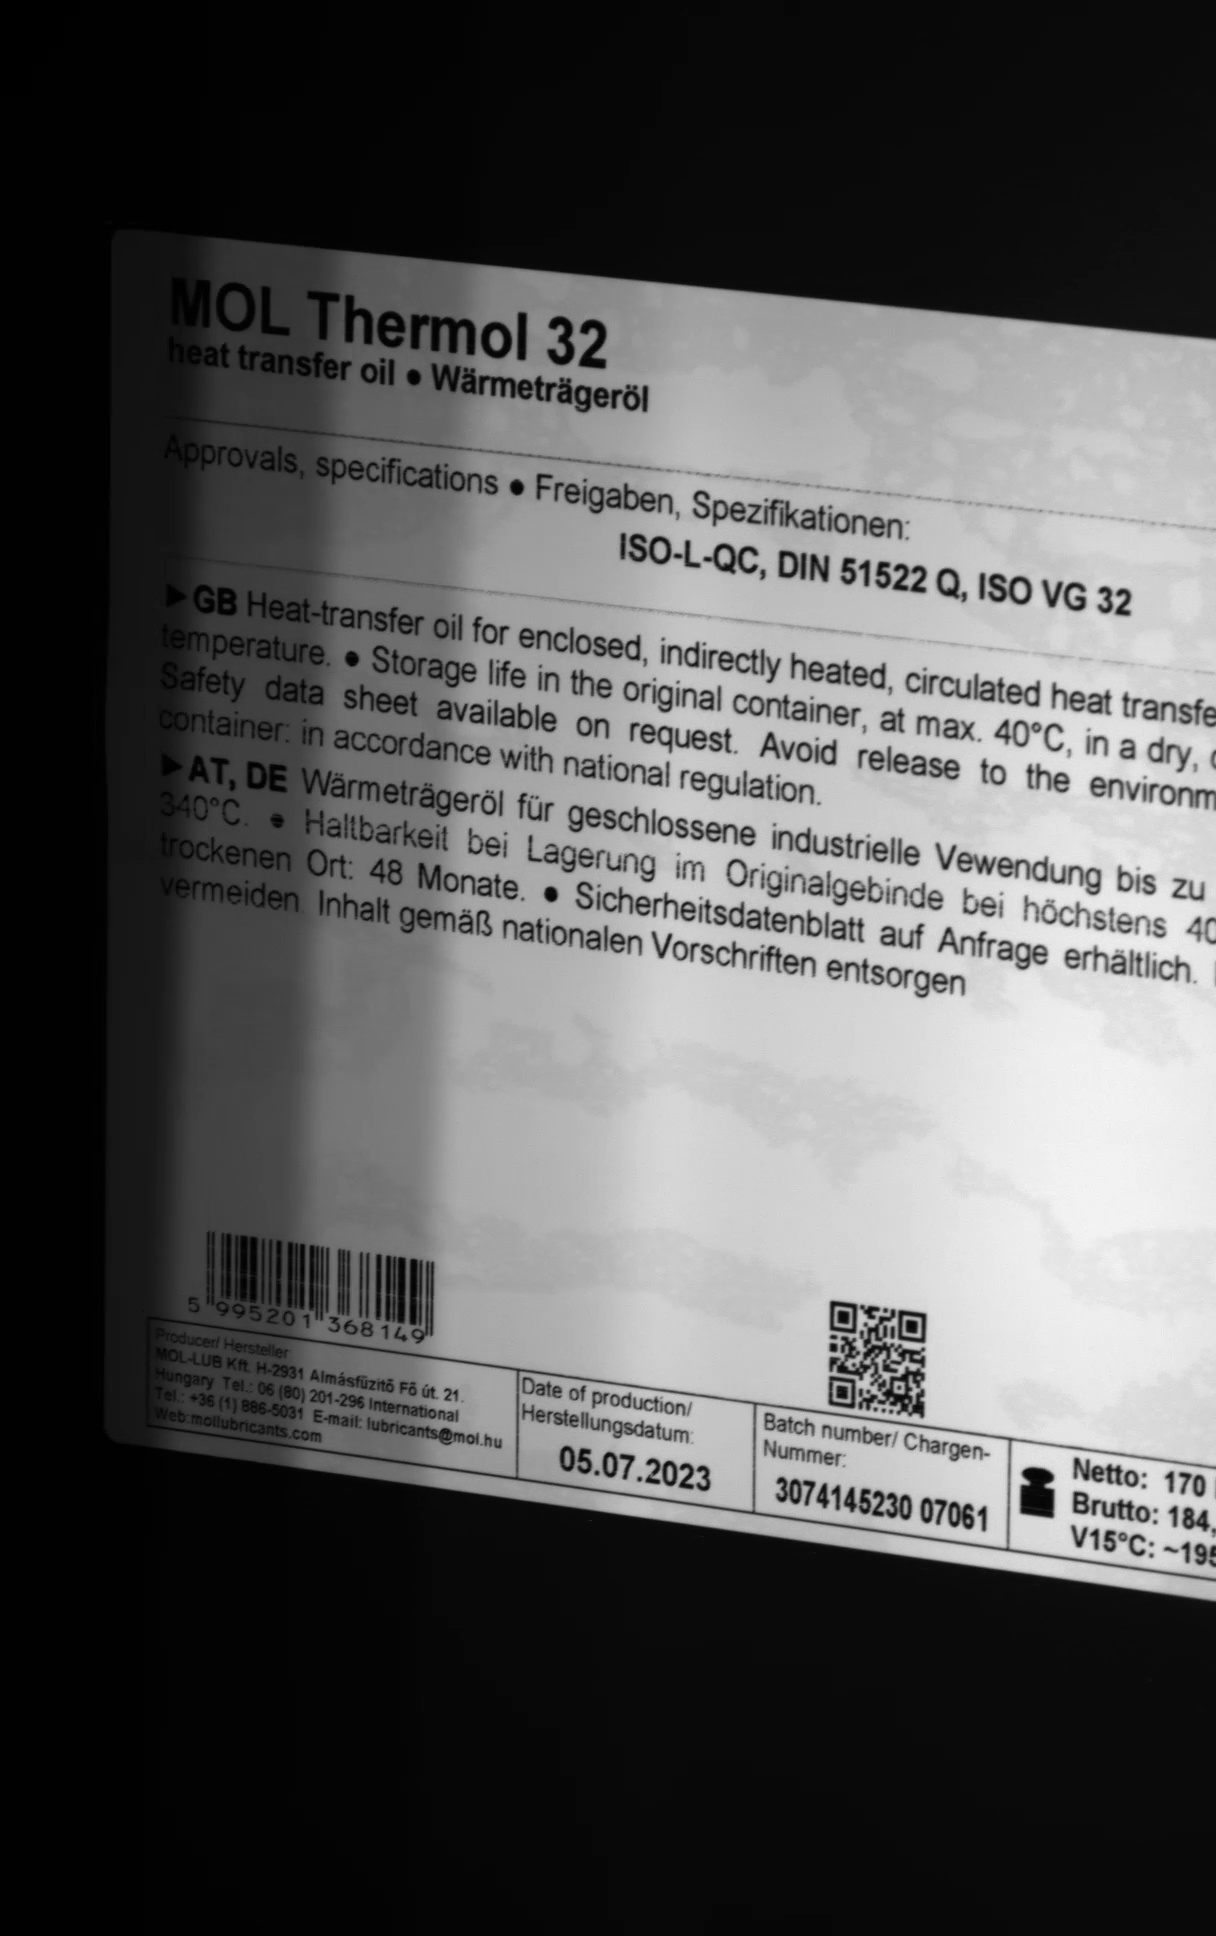 MOL Thermol 32
heat transfer oil ● Wärmeträgeröl
Approvals, specifications ● Freigaben, Spezifikationen:
ISO-L-QC, DIN 51522 Q, ISO VG 32
►GB Heat-transfer oil for enclosed, indirectly heated, circulated heat transfe
temperature. ● Storage life in the original container, at max. 40°C, in a dry,
Safety data sheet available on request. Avoid release to the environm
container: in accordance with national regulation.
►AT, DE Wärmeträgeröl für geschlossene industrielle Vewendung bis zu
340°C. ● Haltbarkeit bei Lagerung im Originalgebinde bei höchstens 40
trockenen Ort: 48 Monate. ● Sicherheitsdatenblatt auf Anfrage erhältlich.
vermeiden. Inhalt gemäß nationalen Vorschriften entsorgen
5 995201 368149
Producer/ Hersteller
MOL-LUB Kft. H-2931 Almásfüzitő Fő út. 21.
Hungary Tel.: 06 (80) 201-296 International
Tel.: +36 (1) 886-5031 E-mail: lubricants@mol.hu
Web:mollubricants.com
Date of production/
Herstellungsdatum:
05.07.2023
Batch number/ Chargen-
Nummer:
3074145230 07061
Netto: 170
Brutto: 184,
V15°C: ~195